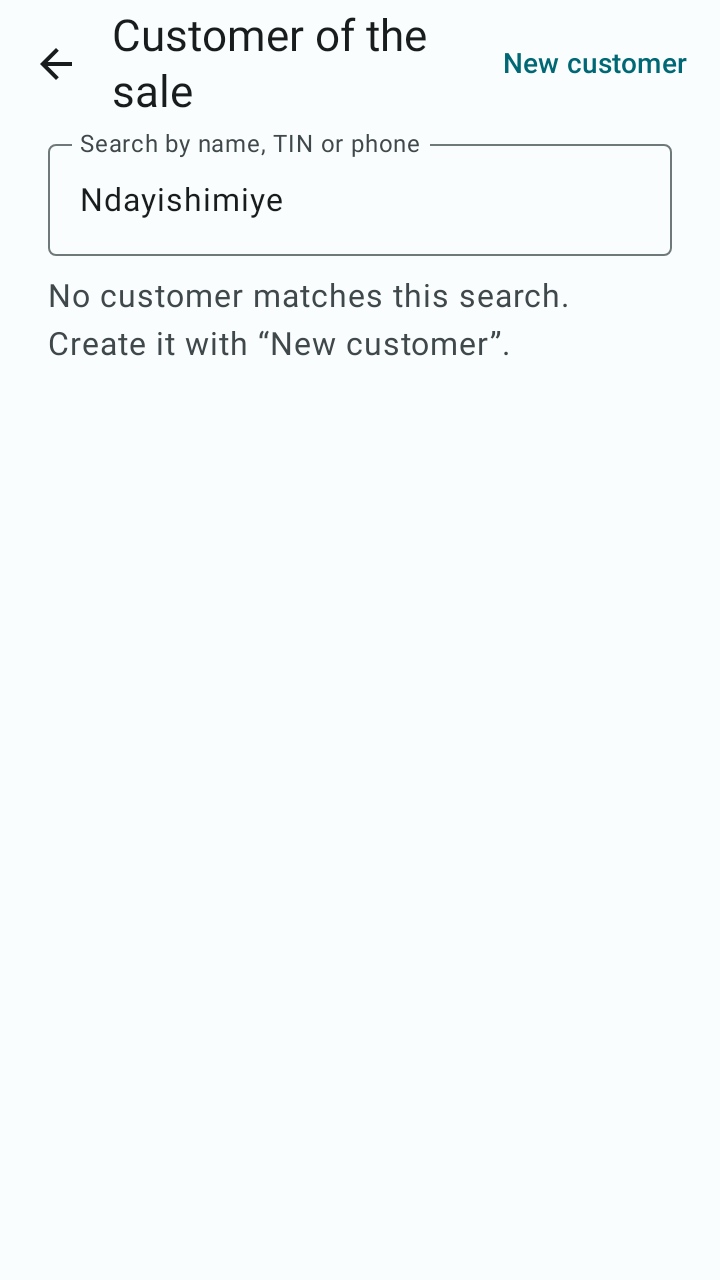 Customer of the
sale
New customer
Search by name, TIN or phone
Ndayishimiye
No customer matches this search.
Create it with “New customer”.